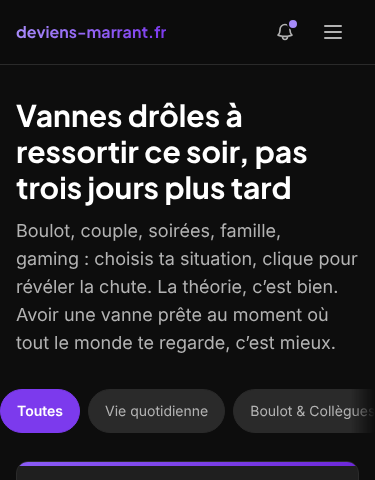 deviens-marrant.fr
Vannes drôles à
ressortir ce soir, pas
trois jours plus tard
Boulot, couple, soirées, famille,
gaming : choisis ta situation, clique pour
révéler la chute. La théorie, c’est bien.
Avoir une vanne prête au moment où
tout le monde te regarde, c’est mieux.
Toutes
Vie quotidienne
Boulot & Collègues